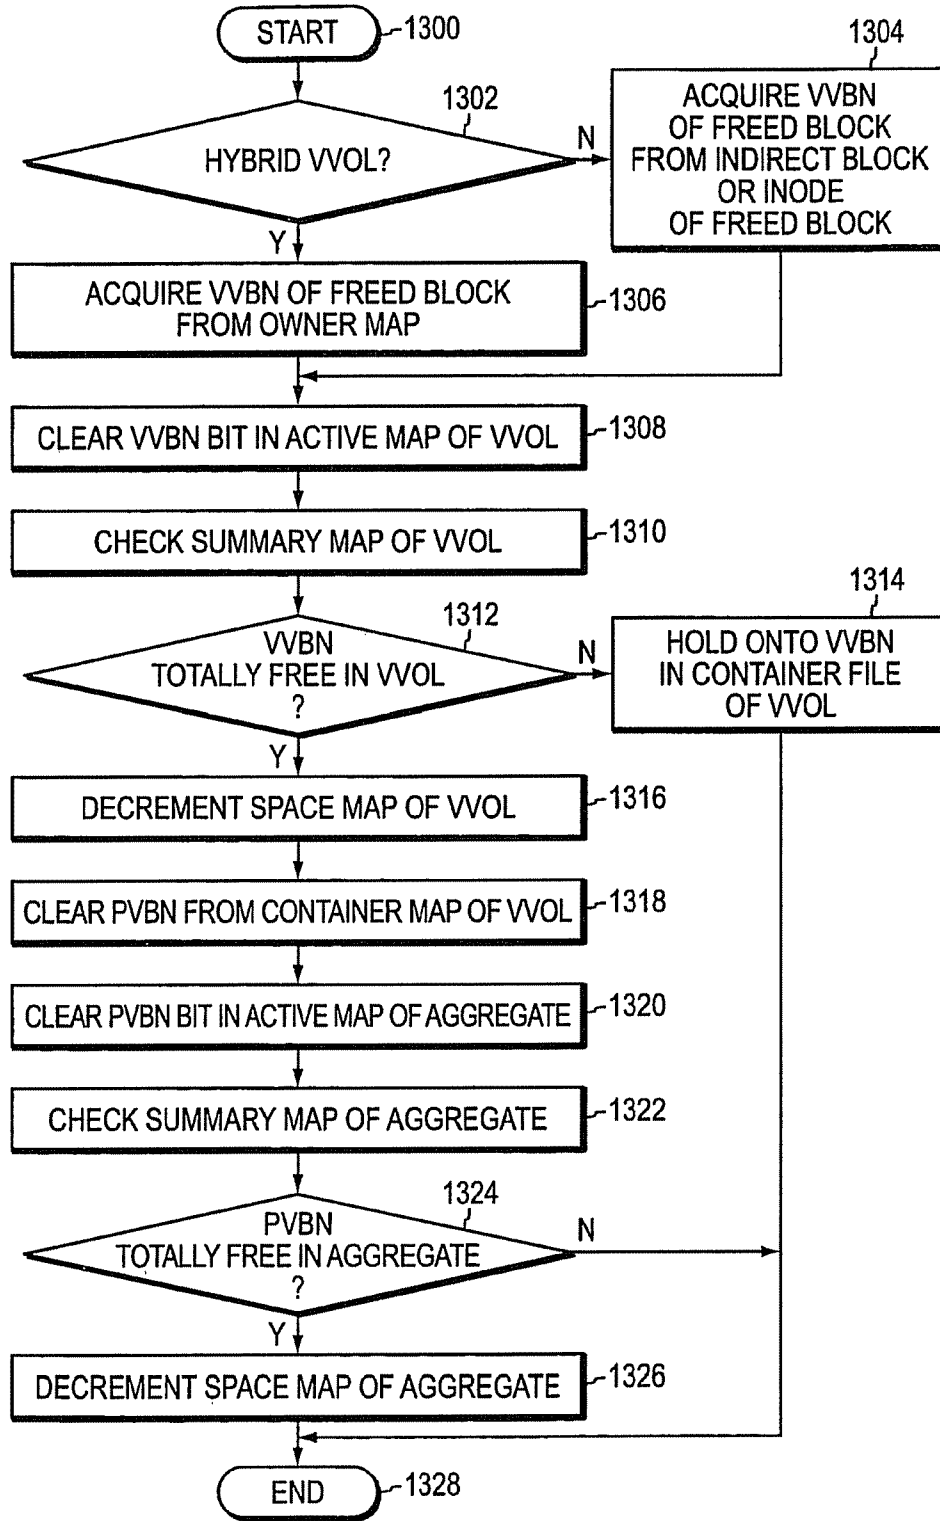 START
1300
1302
HYBRID VVOL?
N
1304
ACQUIRE VVBN
OF FREED BLOCK
FROM INDIRECT BLOCK
OR INODE
OF FREED BLOCK
Y
ACQUIRE VVBN OF FREED BLOCK
FROM OWNER MAP
1306
CLEAR VVBN BIT IN ACTIVE MAP OF VVOL
1308
CHECK SUMMARY MAP OF VVOL
1310
1312
VVBN
TOTALLY FREE IN VVOL
?
N
1314
HOLD ONTO VVBN
IN CONTAINER FILE
OF VVOL
Y
DECREMENT SPACE MAP OF VVOL
1316
CLEAR PVBN FROM CONTAINER MAP OF VVOL
1318
CLEAR PVBN BIT IN ACTIVE MAP OF AGGREGATE
1320
CHECK SUMMARY MAP OF AGGREGATE
1322
1324
PVBN
TOTALLY FREE IN AGGREGATE
?
N
Y
DECREMENT SPACE MAP OF AGGREGATE
1326
END
1328